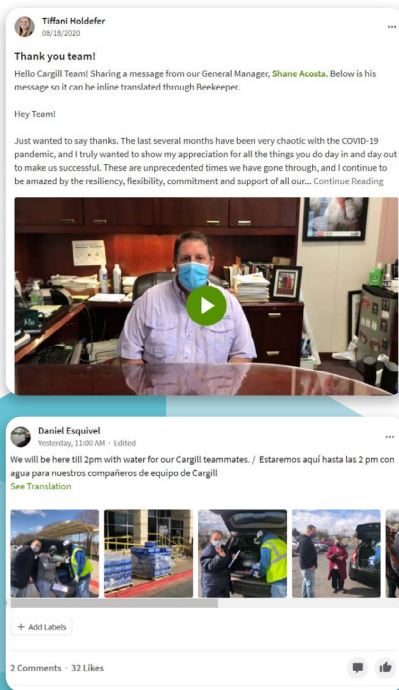 Tiffani Holdefer
08/18/2020
...
Thank you team!
Hello Cargill Team! Sharing a message from our General Manager, Shane Acosta. Below is his
message so it can be inline translated through Beekeeper.
Hey Team!
Just wanted to say thanks. The last several months have been very chaotic with the COVID-19
pandemic, and I truly wanted to show my appreciation for all the things you do day in and day out
to make us successful. These are unprecedented times we have gone through, and I continue to
be amazed by the resiliency, flexibility, commitment and support of all our... Continue Reading
Daniel Esquivel
...
Yesterday, 11:00 AM · Edited
We will be here till 2pm with water for our Cargill teammates. / Estaremos aquí hasta las 2 pm con
agua para nuestros compañeros de equipo de Cargill
See Translation
+ Add Labels
2 Comments · 32 Likes